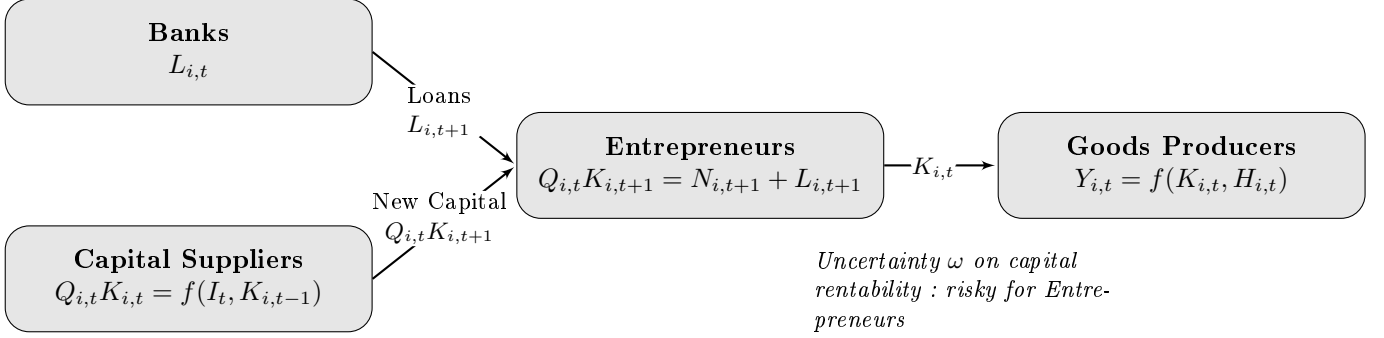 Banks
L_{i,t}
Loans
L_{i,t+1}
Entrepreneurs
Q_{i,t}K_{i,t+1} = N_{i,t+1} + L_{i,t+1}
K_{i,t}
Goods Producers
Y_{i,t} = f(K_{i,t}, H_{i,t})
New Capital
Q_{i,t}K_{i,t+1}
Capital Suppliers
Q_{i,t}K_{i,t} = f(I_t, K_{i,t−1})
Uncertainty ω on capital
rentability : risky for Entre-
preneurs